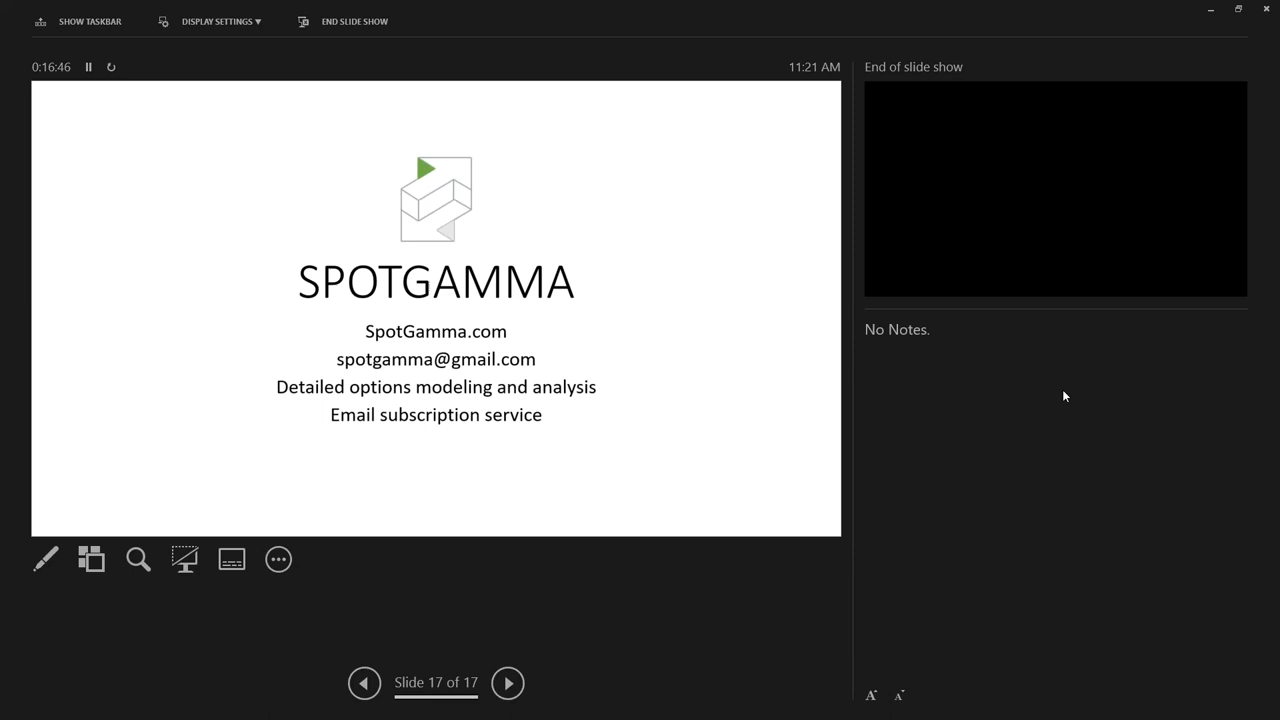 SHOW TASKBAR
DISPLAY SETTINGS ▼
END SLIDE SHOW
0:16:46
11:21 AM
End of slide show
SPOTGAMMA
SpotGamma.com
spotgamma@gmail.com
Detailed options modeling and analysis
Email subscription service
No Notes.
Slide 17 of 17
A A